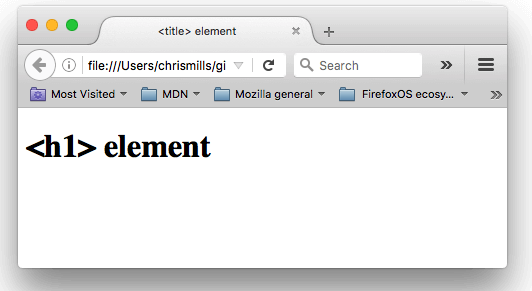 <title> element
file:///Users/chrismills/gi
Search
Most Visited
MDN
Mozilla general
FirefoxOS ecosy...
<h1> element